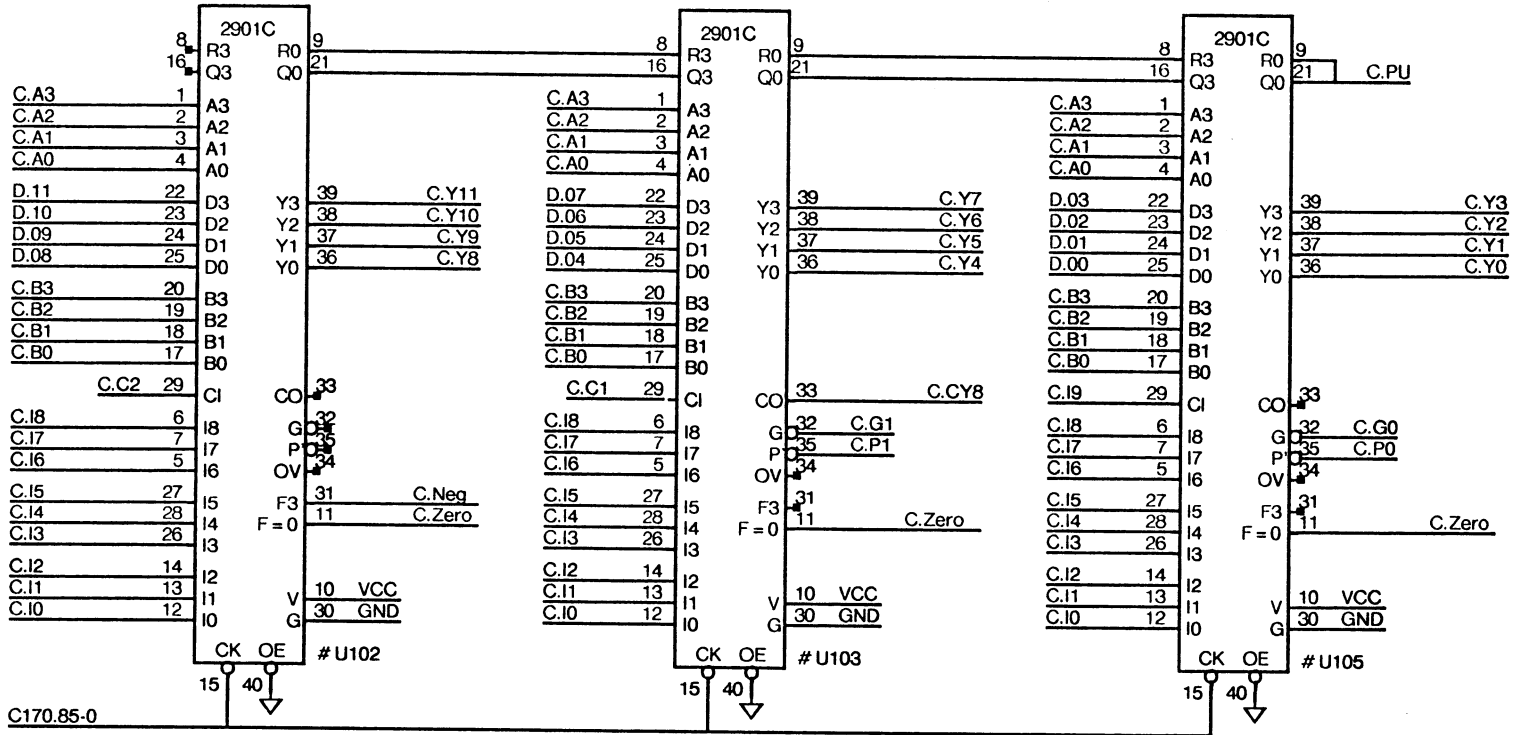 2901C
8 R3 R0 9
16 Q3 Q0 21
C.A3 1 A3
C.A2 2 A2
C.A1 3 A1
C.A0 4 A0
D.11 22 D3 Y3 39 C.Y11
D.10 23 D2 Y2 38 C.Y10
D.09 24 D1 Y1 37 C.Y9
D.08 25 D0 Y0 36 C.Y8
C.B3 20 B3
C.B2 19 B2
C.B1 18 B1
C.B0 17 B0
C.C2 29 CI CO 33
C.I8 6 I8 G 32
C.I7 7 I7 P' 35
C.I6 5 I6 OV 34
C.I5 27 I5 F3 31 C.Neg
C.I4 28 I4 F = 0 11 C.Zero
C.I3 26 I3
C.I2 14 I2
C.I1 13 I1 V 10 VCC
C.I0 12 I0 G 30 GND
CK OE # U102
15 40
2901C
8 R3 R0 9
16 Q3 Q0 21
C.A3 1 A3
C.A2 2 A2
C.A1 3 A1
C.A0 4 A0
D.07 22 D3 Y3 39 C.Y7
D.06 23 D2 Y2 38 C.Y6
D.05 24 D1 Y1 37 C.Y5
D.04 25 D0 Y0 36 C.Y4
C.B3 20 B3
C.B2 19 B2
C.B1 18 B1
C.B0 17 B0
C.C1 29 CI CO 33 C.CY8
C.I8 6 I8 G 32 C.G1
C.I7 7 I7 P' 35 C.P1
C.I6 5 I6 OV 34
C.I5 27 I5 F3 31
C.I4 28 I4 F = 0 11 C.Zero
C.I3 26 I3
C.I2 14 I2
C.I1 13 I1 V 10 VCC
C.I0 12 I0 G 30 GND
CK OE # U103
15 40
2901C
8 R3 R0 9
16 Q3 Q0 21 C.PU
C.A3 1 A3
C.A2 2 A2
C.A1 3 A1
C.A0 4 A0
D.03 22 D3 Y3 39 C.Y3
D.02 23 D2 Y2 38 C.Y2
D.01 24 D1 Y1 37 C.Y1
D.00 25 D0 Y0 36 C.Y0
C.B3 20 B3
C.B2 19 B2
C.B1 18 B1
C.B0 17 B0
C.I9 29 CI CO 33
C.I8 6 I8 G 32 C.G0
C.I7 7 I7 P' 35 C.P0
C.I6 5 I6 OV 34
C.I5 27 I5 F3 31
C.I4 28 I4 F = 0 11 C.Zero
C.I3 26 I3
C.I2 14 I2
C.I1 13 I1 V 10 VCC
C.I0 12 I0 G 30 GND
CK OE # U105
15 40
C170.85-0